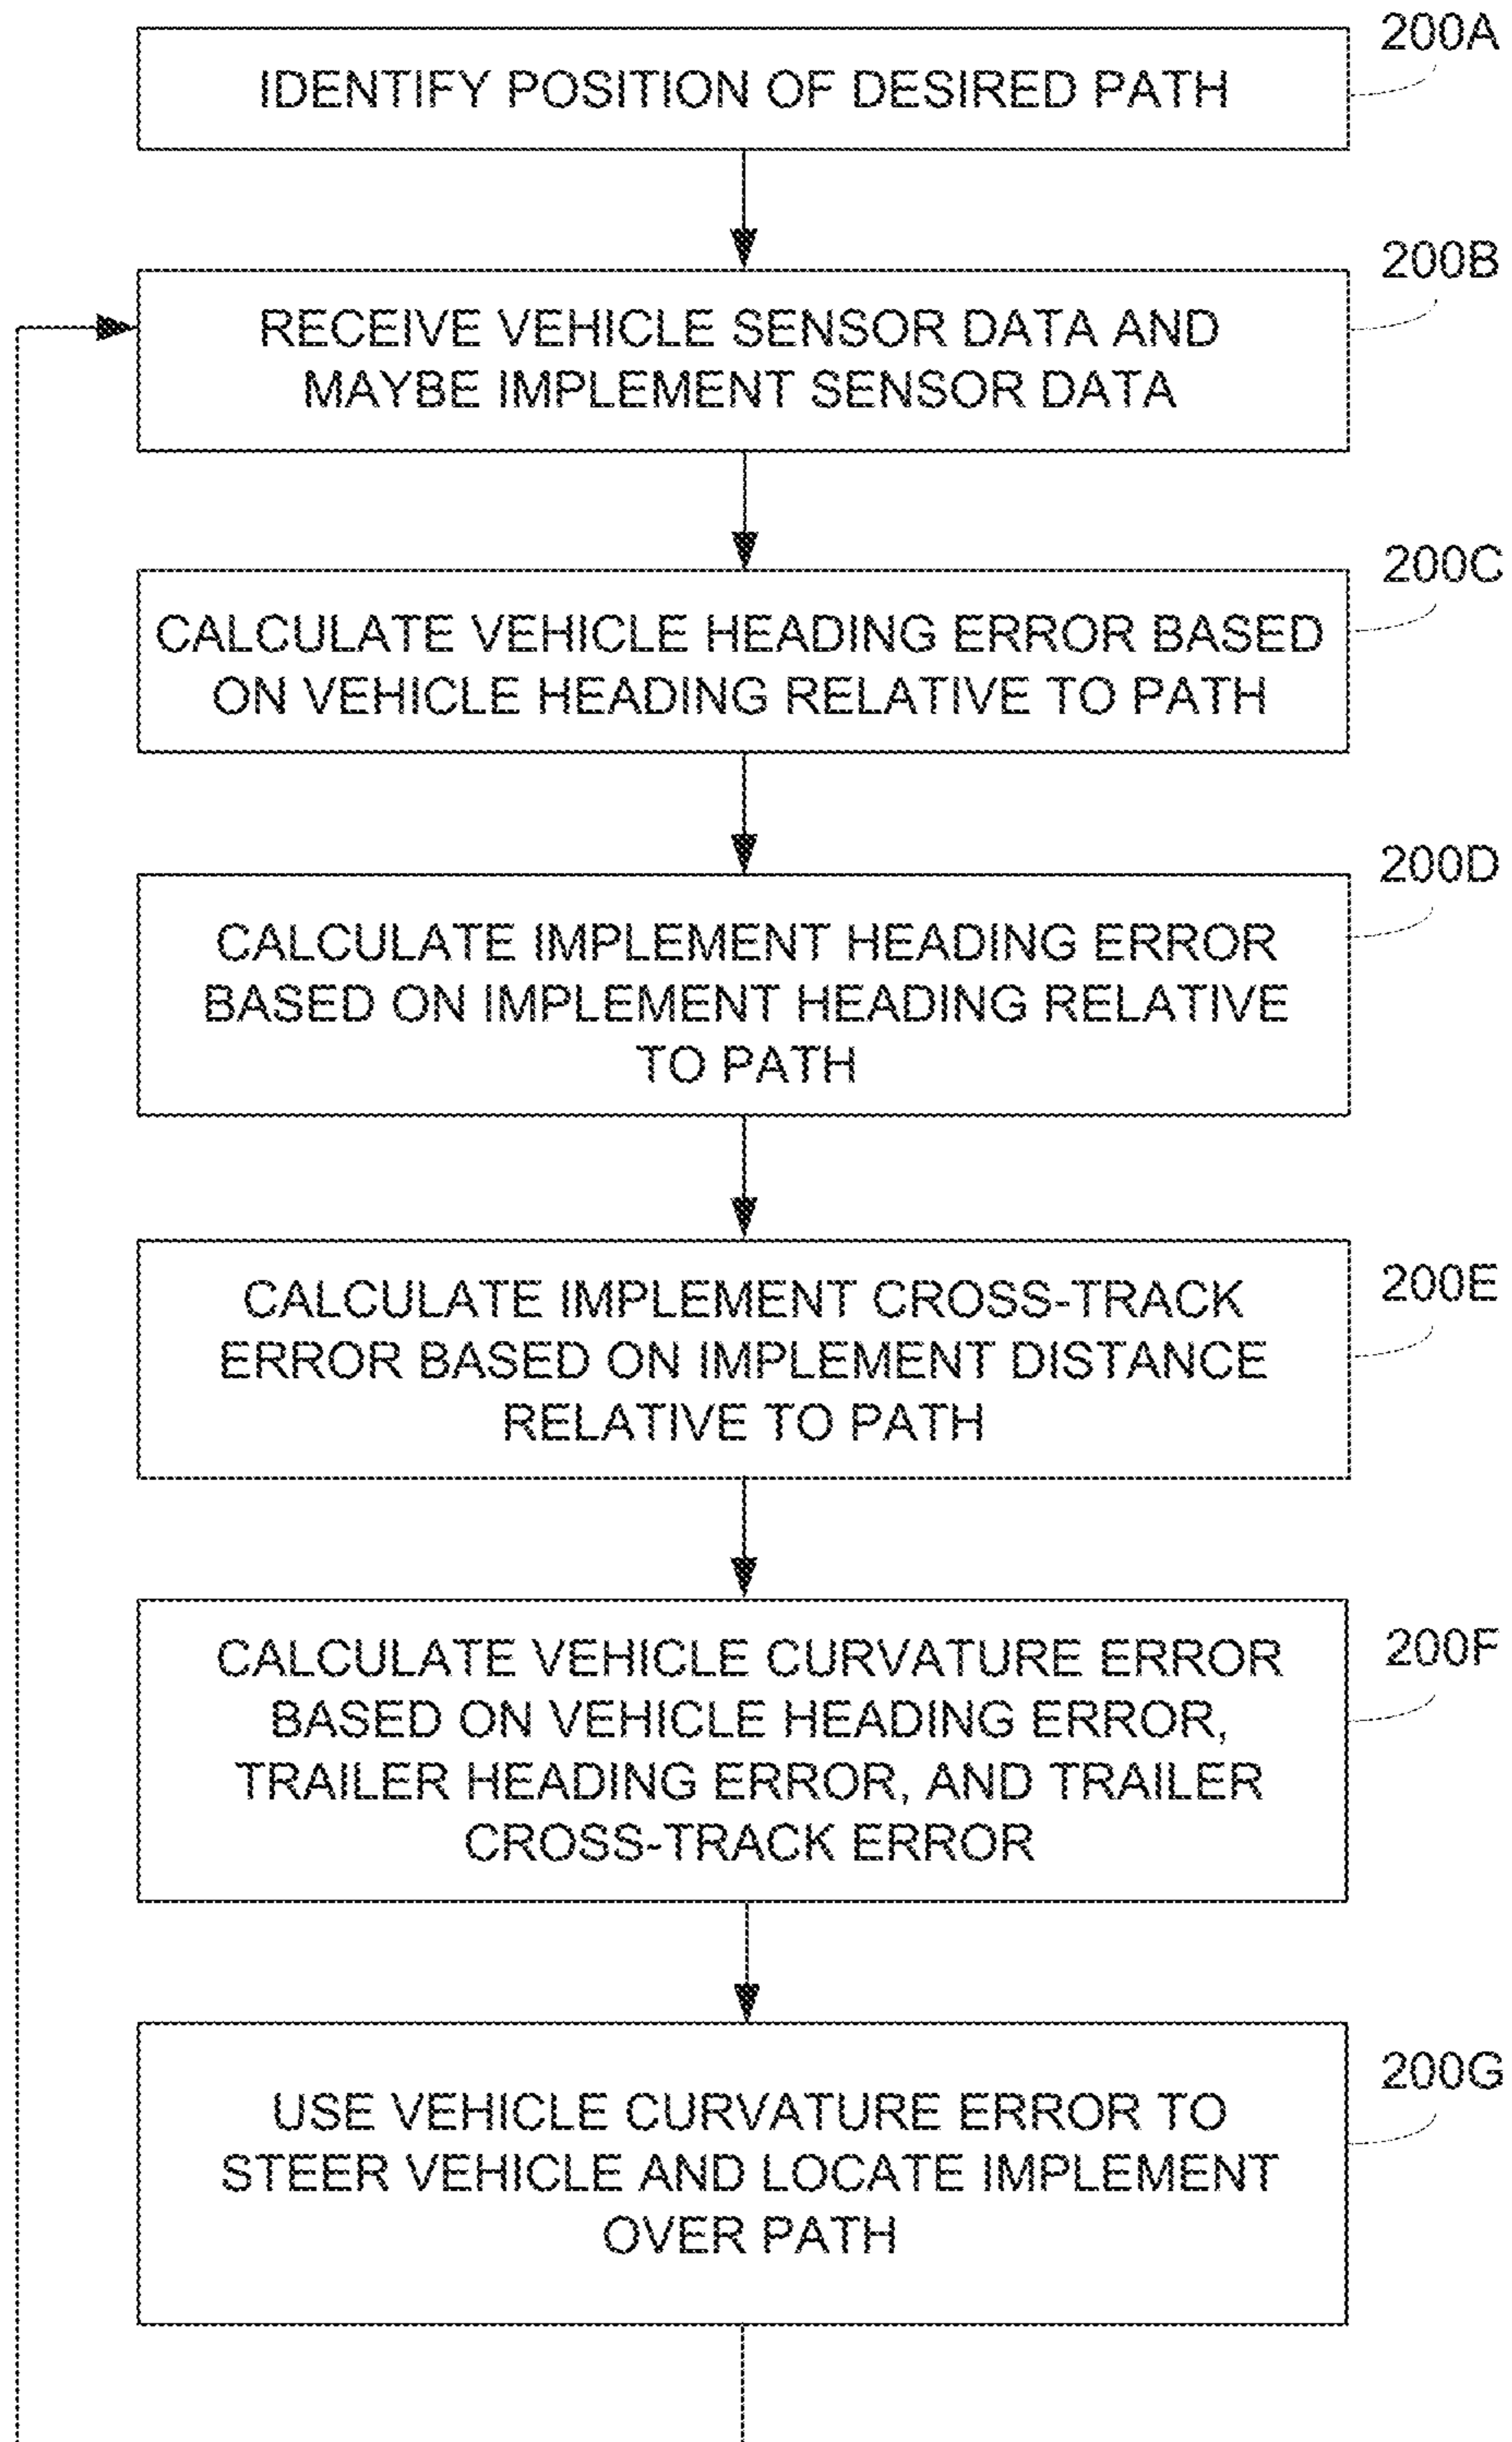 200A
IDENTIFY POSITION OF DESIRED PATH
200B
RECEIVE VEHICLE SENSOR DATA AND
MAYBE IMPLEMENT SENSOR DATA
200C
CALCULATE VEHICLE HEADING ERROR BASED
ON VEHICLE HEADING RELATIVE TO PATH
200D
CALCULATE IMPLEMENT HEADING ERROR
BASED ON IMPLEMENT HEADING RELATIVE
TO PATH
200E
CALCULATE IMPLEMENT CROSS-TRACK
ERROR BASED ON IMPLEMENT DISTANCE
RELATIVE TO PATH
200F
CALCULATE VEHICLE CURVATURE ERROR
BASED ON VEHICLE HEADING ERROR,
TRAILER HEADING ERROR, AND TRAILER
CROSS-TRACK ERROR
200G
USE VEHICLE CURVATURE ERROR TO
STEER VEHICLE AND LOCATE IMPLEMENT
OVER PATH